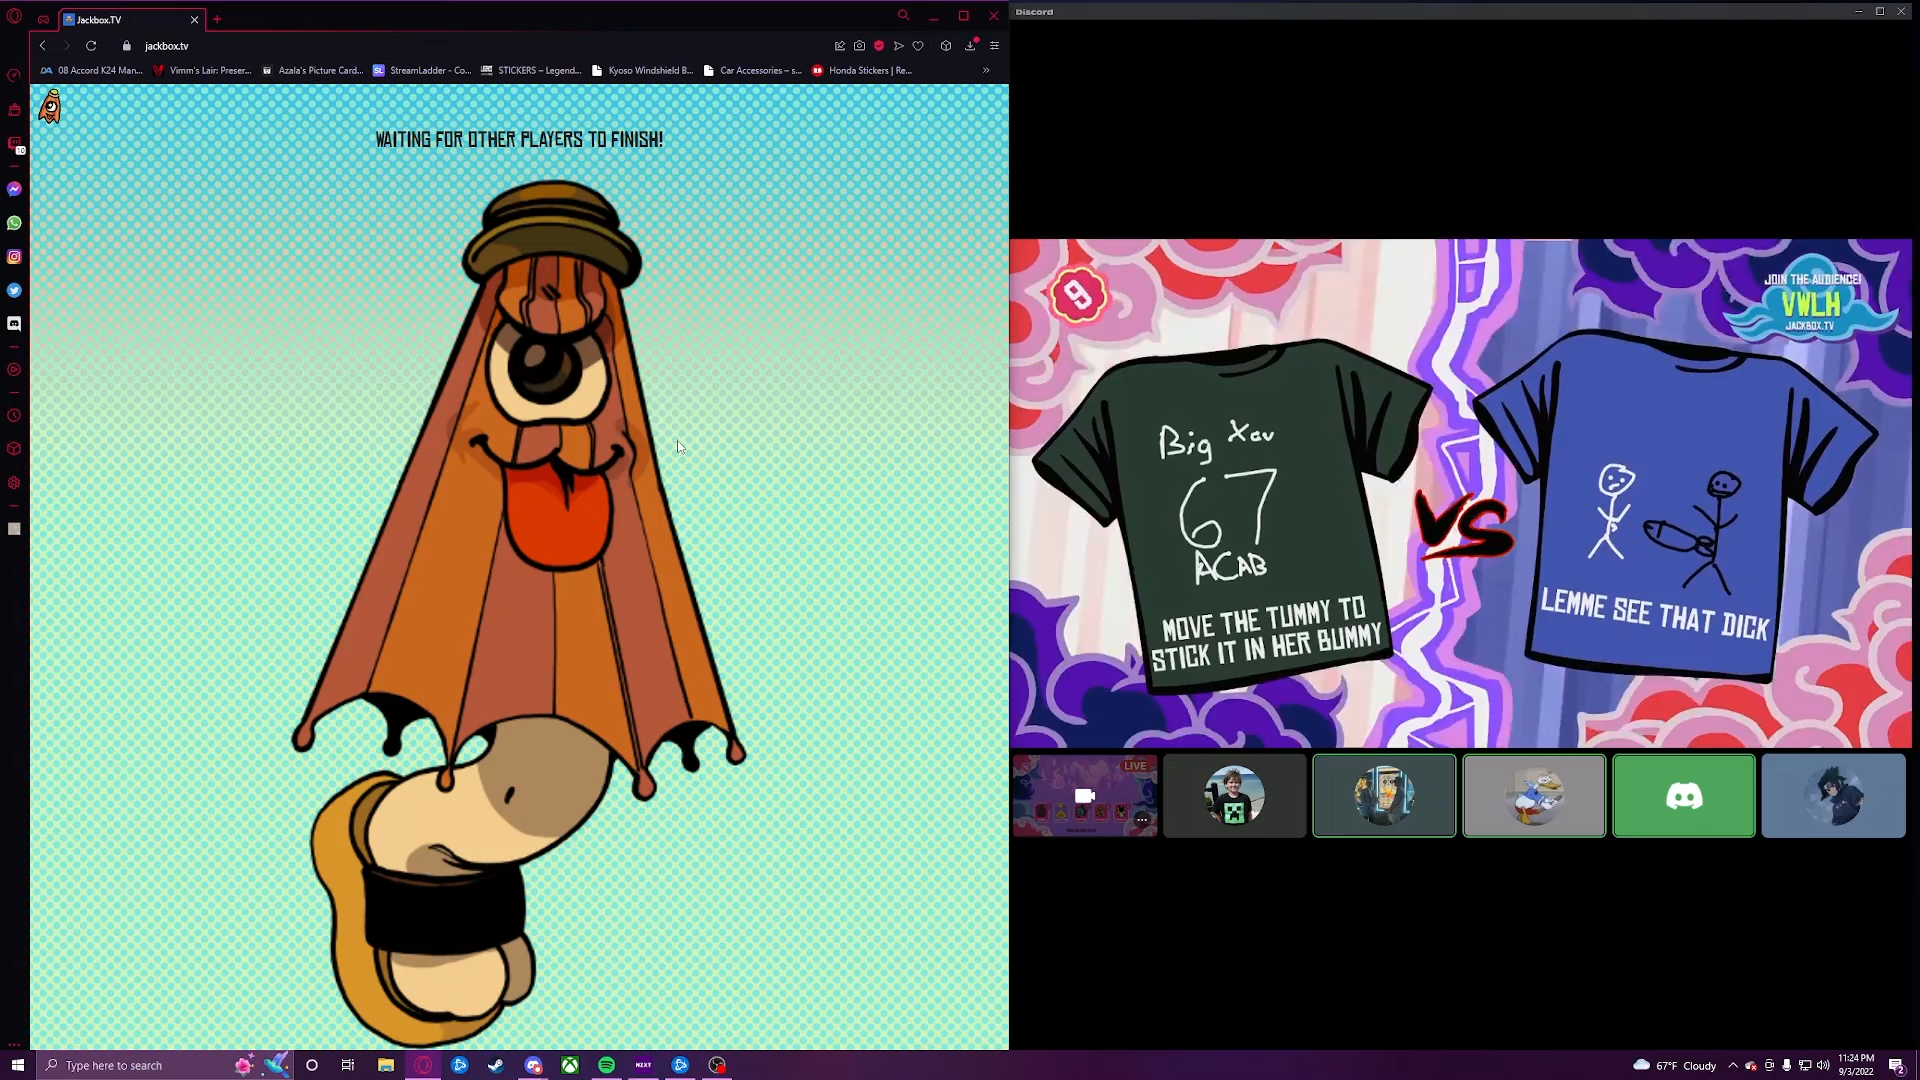 Jackbox.TV
Discord
jackbox.tv
08 Accord K24 Man...
Vimm's Lair: Preser...
Azala's Picture Card...
StreamLadder - Co...
STICKERS – Legend...
Kyoso Windshield B...
Car Accessories – s...
Honda Stickers | Re...
WAITING FOR OTHER PLAYERS TO FINISH!
9
JOIN THE AUDIENCE!
VWLH
JACKBOX.TV
Big Xav
67
ACAB
MOVE THE TUMMY TO
STICK IT IN HER BUMMY
VS
LEMME SEE THAT DICK
LIVE
Type here to search
NZXT
67°F Cloudy
11:24 PM
9/3/2022
2